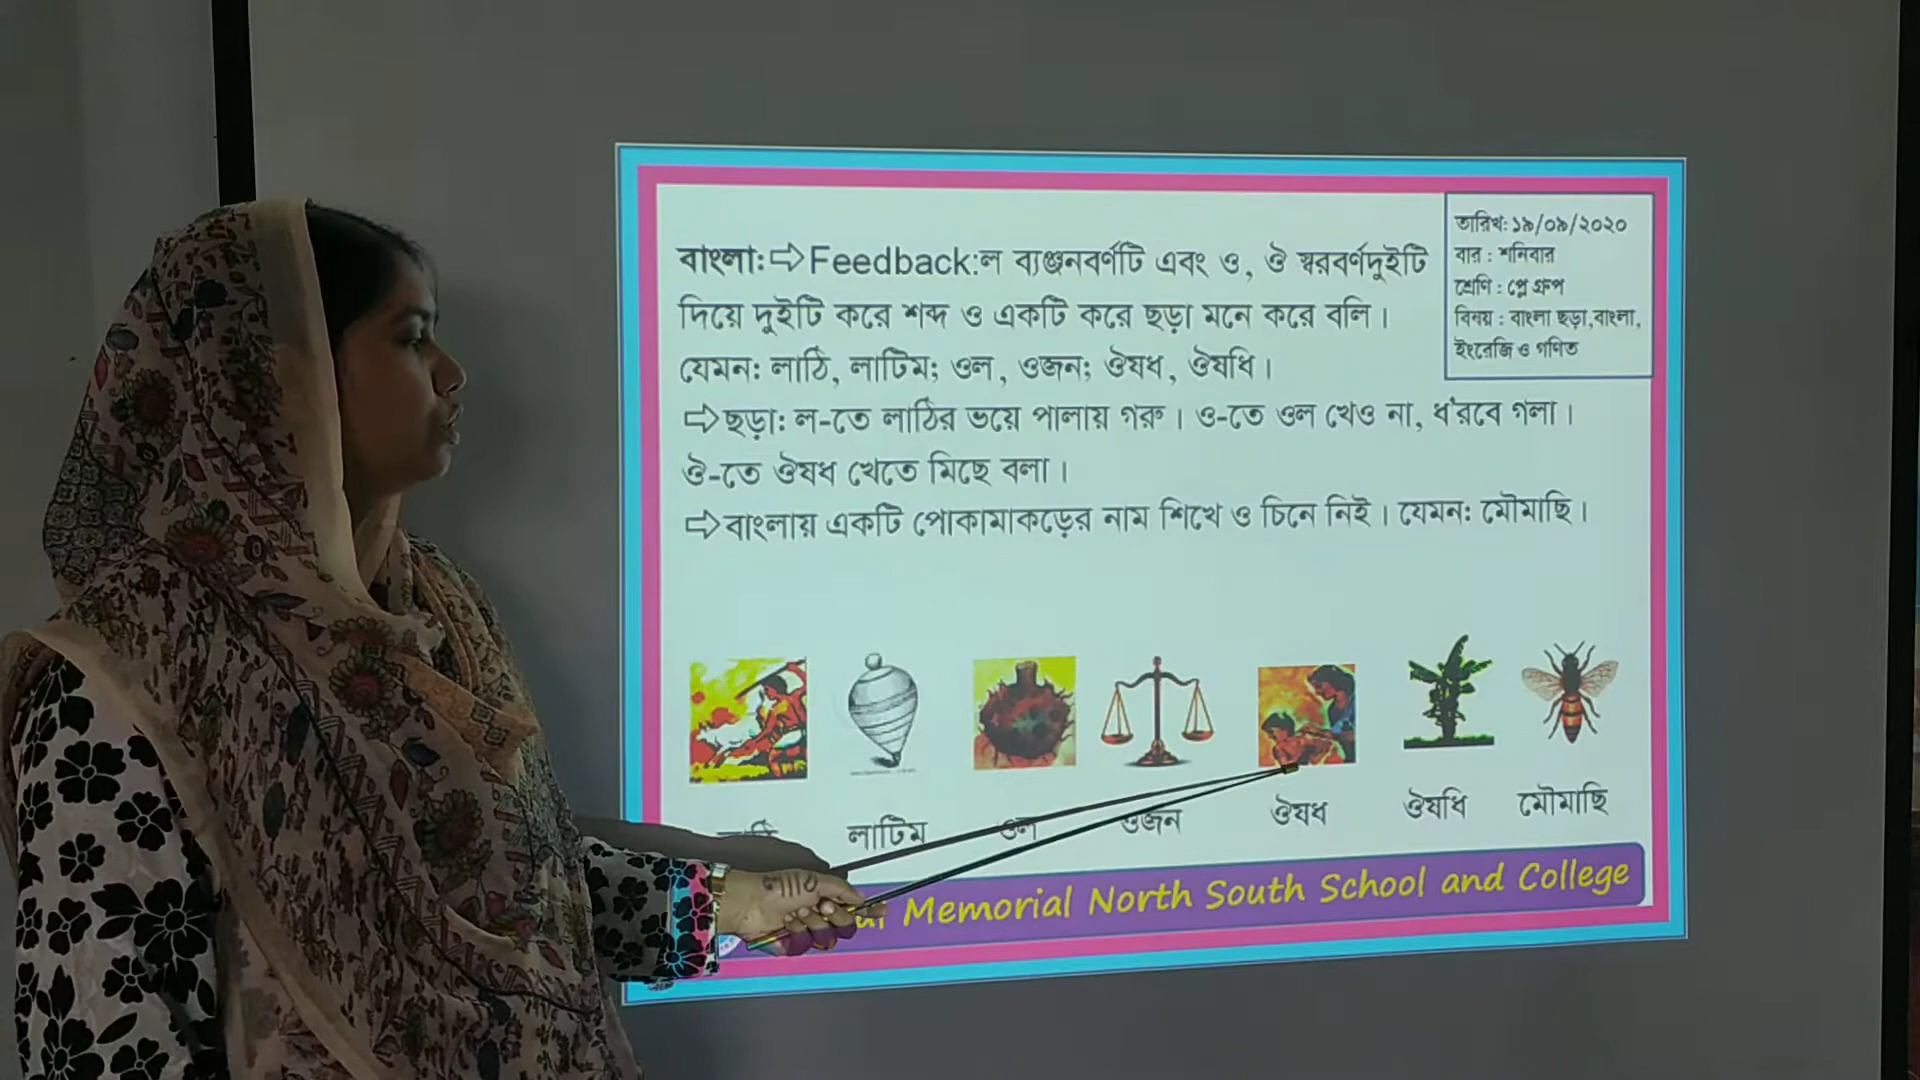 বাংলা: ⇨ Feedback:ল ব্যঞ্জনবর্ণটি এবং ও, ঔ স্বরবর্ণদুইটি
দিয়ে দুইটি করে শব্দ ও একটি করে ছড়া মনে করে বলি।
যেমন: লাঠি, লাটিম; ওল, ওজন; ঔষধ, ঔষধি।
⇨ ছড়া: ল-তে লাঠির ভয়ে পালায় গরু। ও-তে ওল খেও না, ধ'রবে গলা।
ঔ-তে ঔষধ খেতে মিছে বলা।
⇨ বাংলায় একটি পোকামাকড়ের নাম শিখে ও চিনে নিই। যেমন: মৌমাছি।
তারিখ: ১৯/০৯/২০২০
বার : শনিবার
শ্রেণি : প্লে গ্রুপ
বিষয় : বাংলা ছড়া,বাংলা,
ইংরেজি ও গণিত
লাটিম ওল ওজন ঔষধ ঔষধি মৌমাছি
Memorial North South School and College